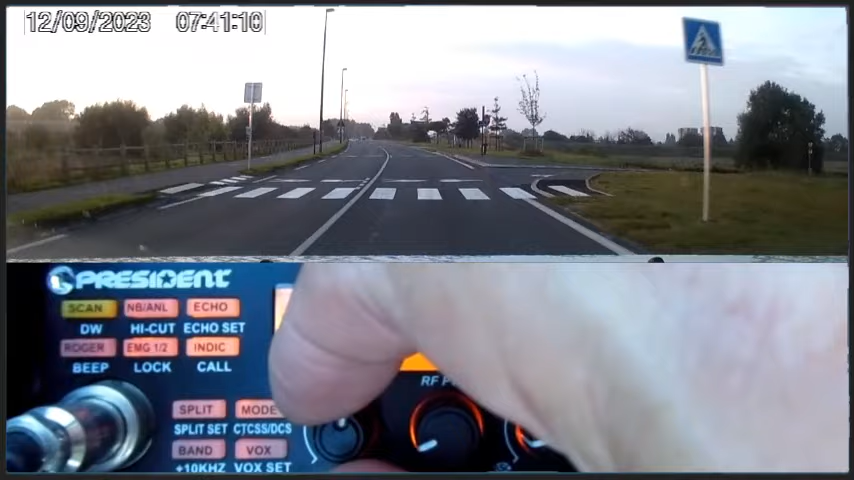 12/09/2023 07:41:10
PRESIDENT
SCAN NB/ANL ECHO
DW HI-CUT ECHO SET
ROGER EMG 1/2 INDIC
BEEP LOCK CALL
RF
SPLIT MODE
SPLIT SET CTCSS/DCS
BAND VOX
+10KHZ VOX SET